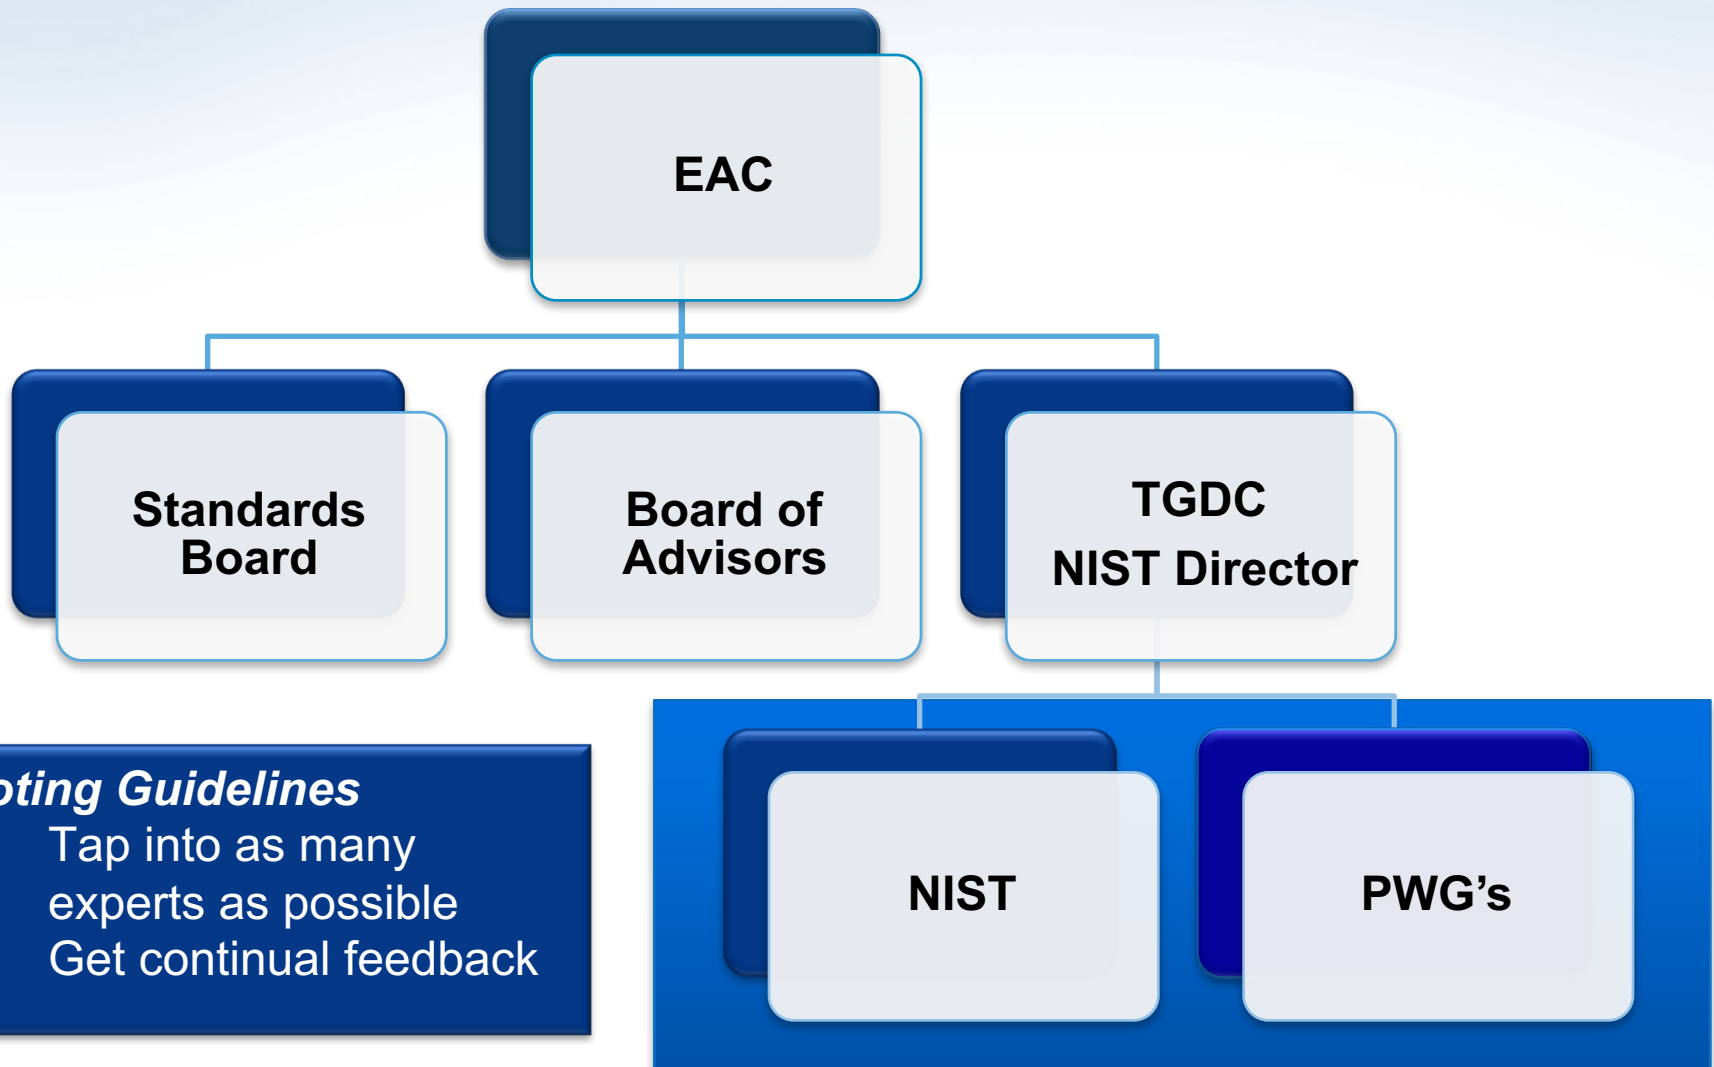 EAC
Standards
Board
Board of
Advisors
TGDC
NIST Director
oting Guidelines
Tap into as many
experts as possible
Get continual feedback
NIST
PWG’s